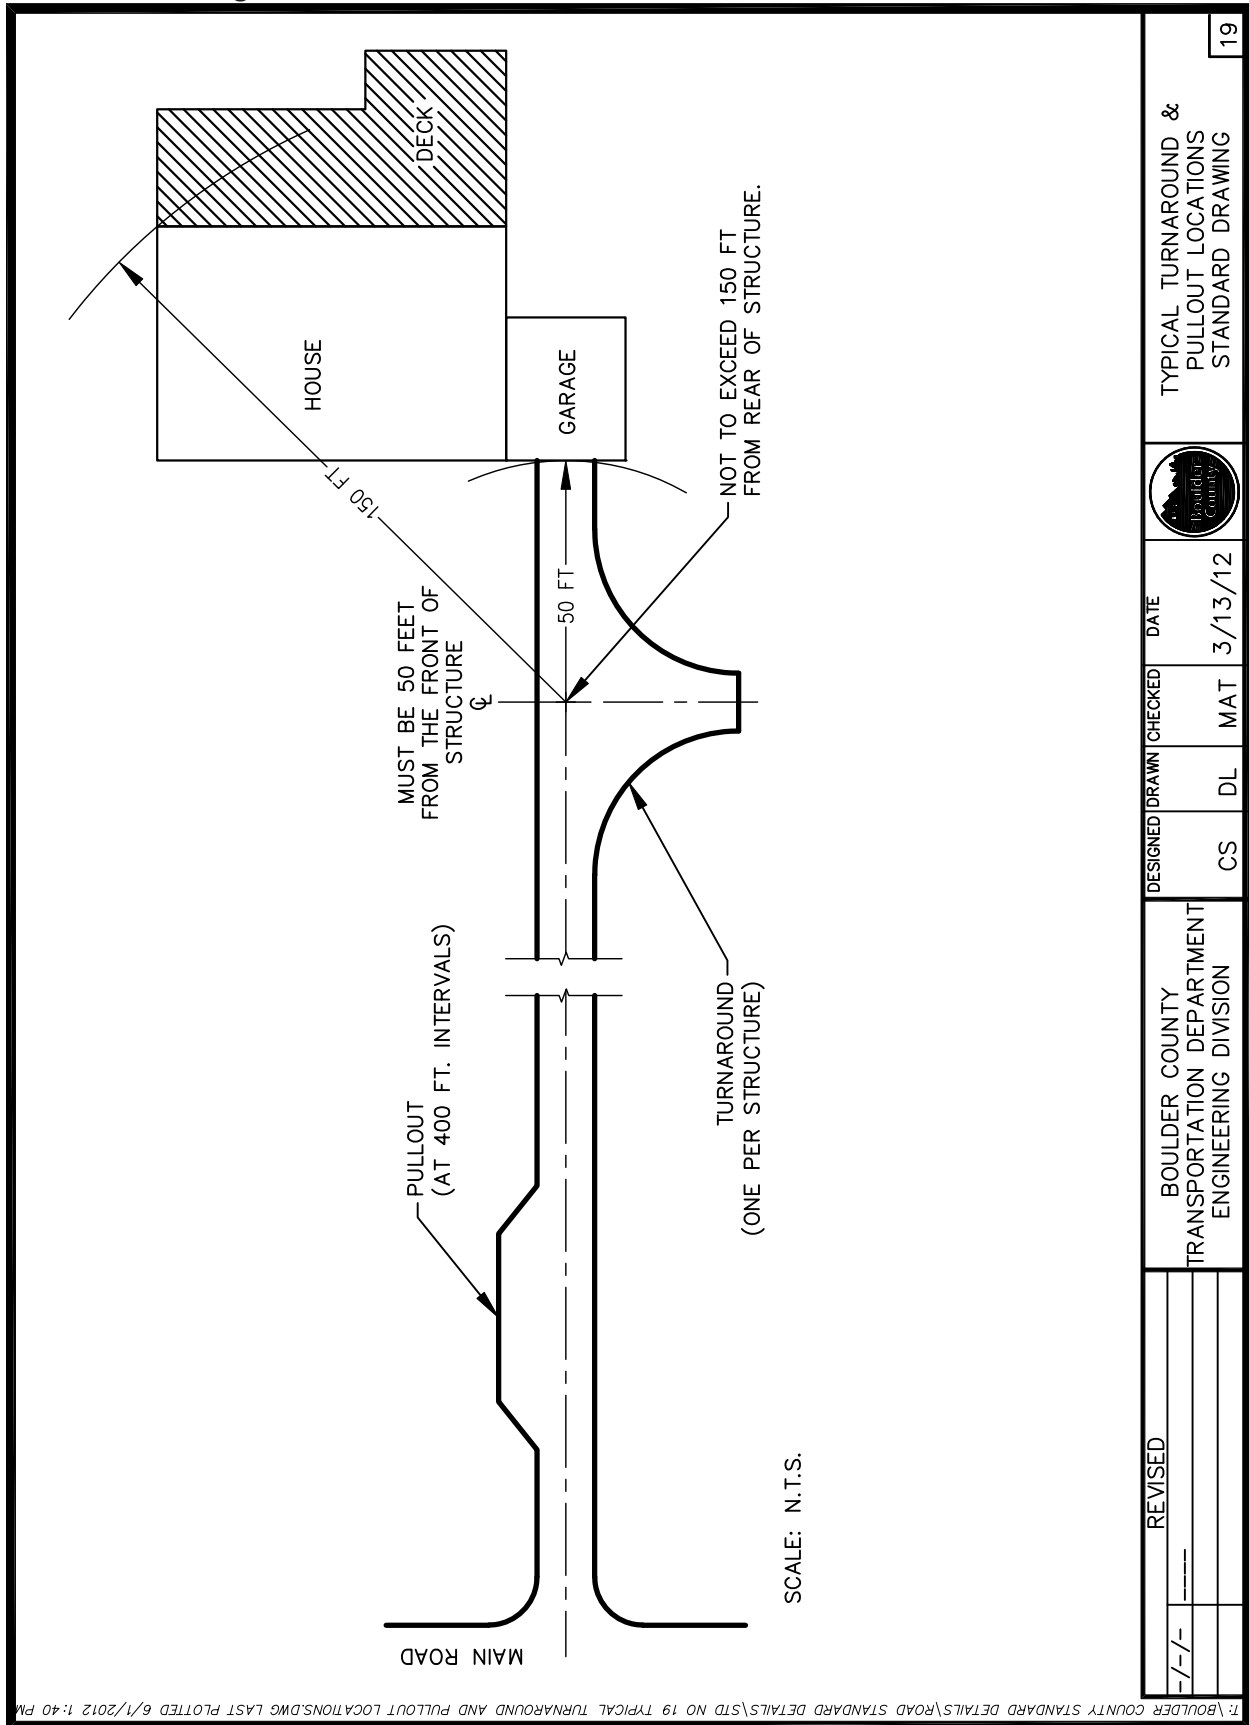 DECK
HOUSE
GARAGE
150 FT
50 FT
NOT TO EXCEED 150 FT
FROM REAR OF STRUCTURE.
MUST BE 50 FEET
FROM THE FRONT OF
STRUCTURE
℄
PULLOUT
(AT 400 FT. INTERVALS)
TURNAROUND
(ONE PER STRUCTURE)
MAIN ROAD
SCALE: N.T.S.
REVISED
-/-/- ----
BOULDER COUNTY
TRANSPORTATION DEPARTMENT
ENGINEERING DIVISION
DESIGNED DRAWN CHECKED DATE
CS DL MAT 3/13/12
Boulder
County
TYPICAL TURNAROUND &
PULLOUT LOCATIONS
STANDARD DRAWING
19
T:\BOULDER COUNTY STANDARD DETAILS\ROAD STANDARD DETAILS\STD NO 19 TYPICAL TURNAROUND AND PULLOUT LOCATIONS.DWG LAST PLOTTED 6/1/2012 1:40 PM